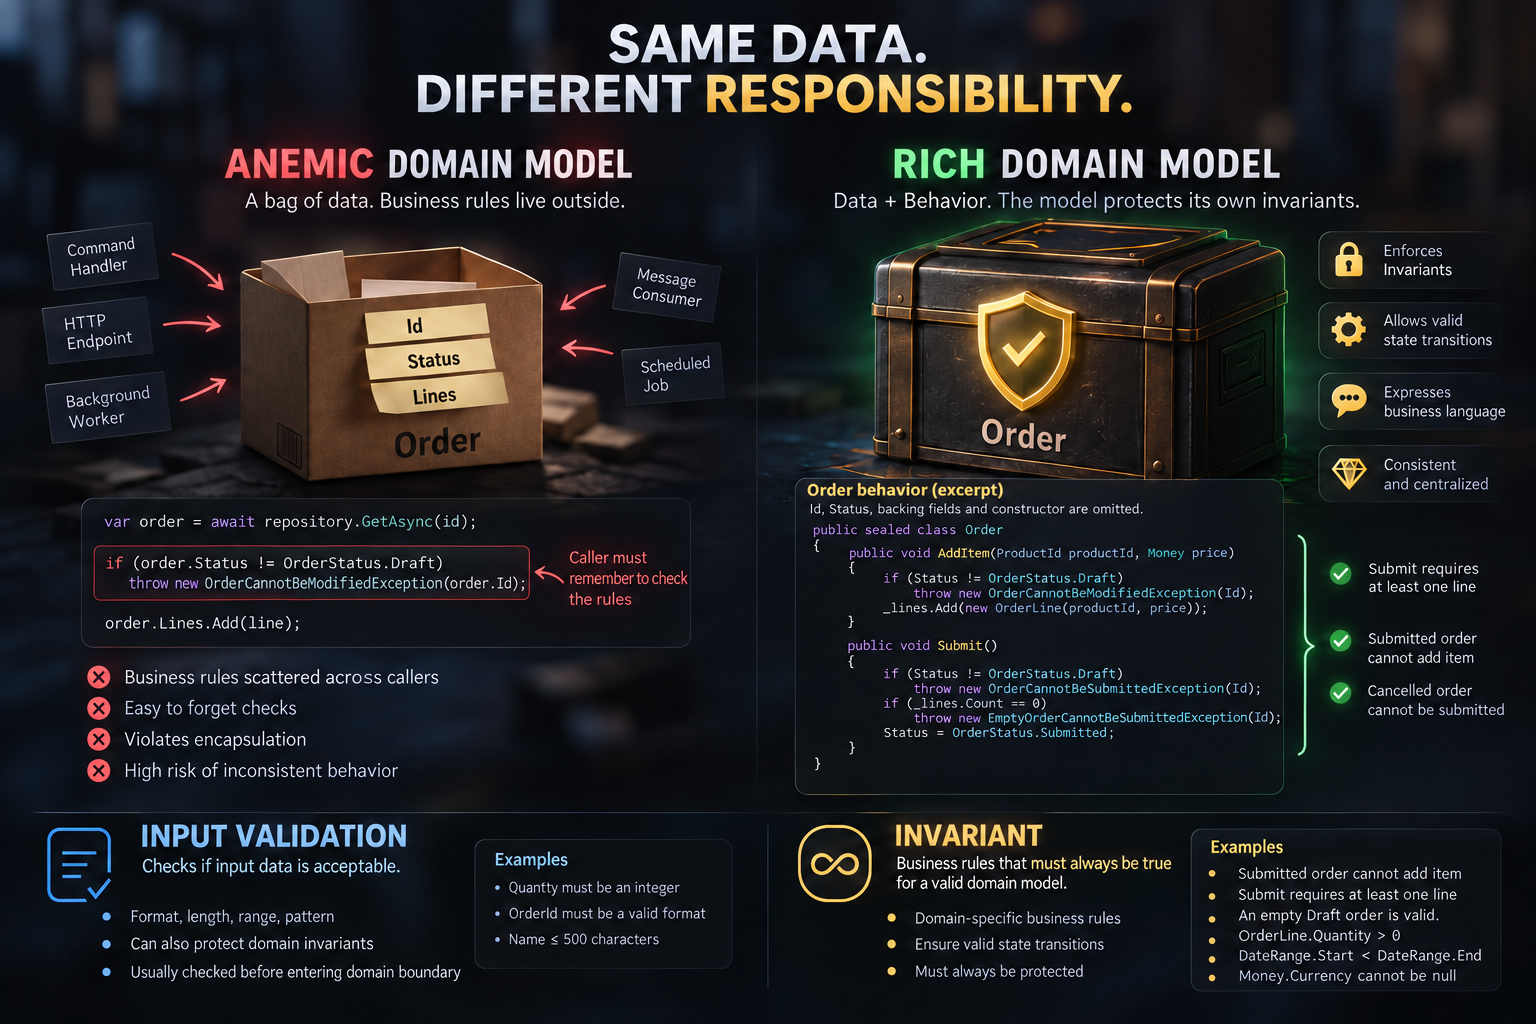 SAME DATA.
DIFFERENT RESPONSIBILITY.
ANEMIC DOMAIN MODEL
A bag of data. Business rules live outside.
Command
Handler
HTTP
Endpoint
Background
Worker
Message
Consumer
Scheduled
Job
Id
Status
Lines
Order
var order = await repository.GetAsync(id);
if (order.Status != OrderStatus.Draft)
throw new OrderCannotBeModifiedException(order.Id);
order.Lines.Add(line);
Caller must
remember to check
the rules
Business rules scattered across callers
Easy to forget checks
Violates encapsulation
High risk of inconsistent behavior
RICH DOMAIN MODEL
Data + Behavior. The model protects its own invariants.
Order
Enforces
Invariants
Allows valid
state transitions
Expresses
business language
Consistent
and centralized
Order behavior (excerpt)
Id, Status, backing fields and constructor are omitted.
public sealed class Order
{
public void AddItem(ProductId productId, Money price)
{
if (Status != OrderStatus.Draft)
throw new OrderCannotBeModifiedException(Id);
_lines.Add(new OrderLine(productId, price));
}
public void Submit()
{
if (Status != OrderStatus.Draft)
throw new OrderCannotBeSubmittedException(Id);
if (_lines.Count == 0)
throw new EmptyOrderCannotBeSubmittedException(Id);
Status = OrderStatus.Submitted;
}
}
Submit requires
at least one line
Submitted order
cannot add item
Cancelled order
cannot be submitted
INPUT VALIDATION
Checks if input data is acceptable.
• Format, length, range, pattern
• Can also protect domain invariants
• Usually checked before entering domain boundary
Examples
• Quantty must be an integer
• OrderId must be a valid format
• Name ≤ 500 characters
INVARIANT
Business rules that must always be true
for a valid domain model.
• Domain-specific business rules
• Ensure valid state transitions
• Must always be protected
Examples
• Submitted order cannot add item
• Submit requires at least one line
• An empty Draft order is valid.
• OrderLine.Quantity > 0
• DateRange.Start < DateRange.End
• Money.Currency cannot be null